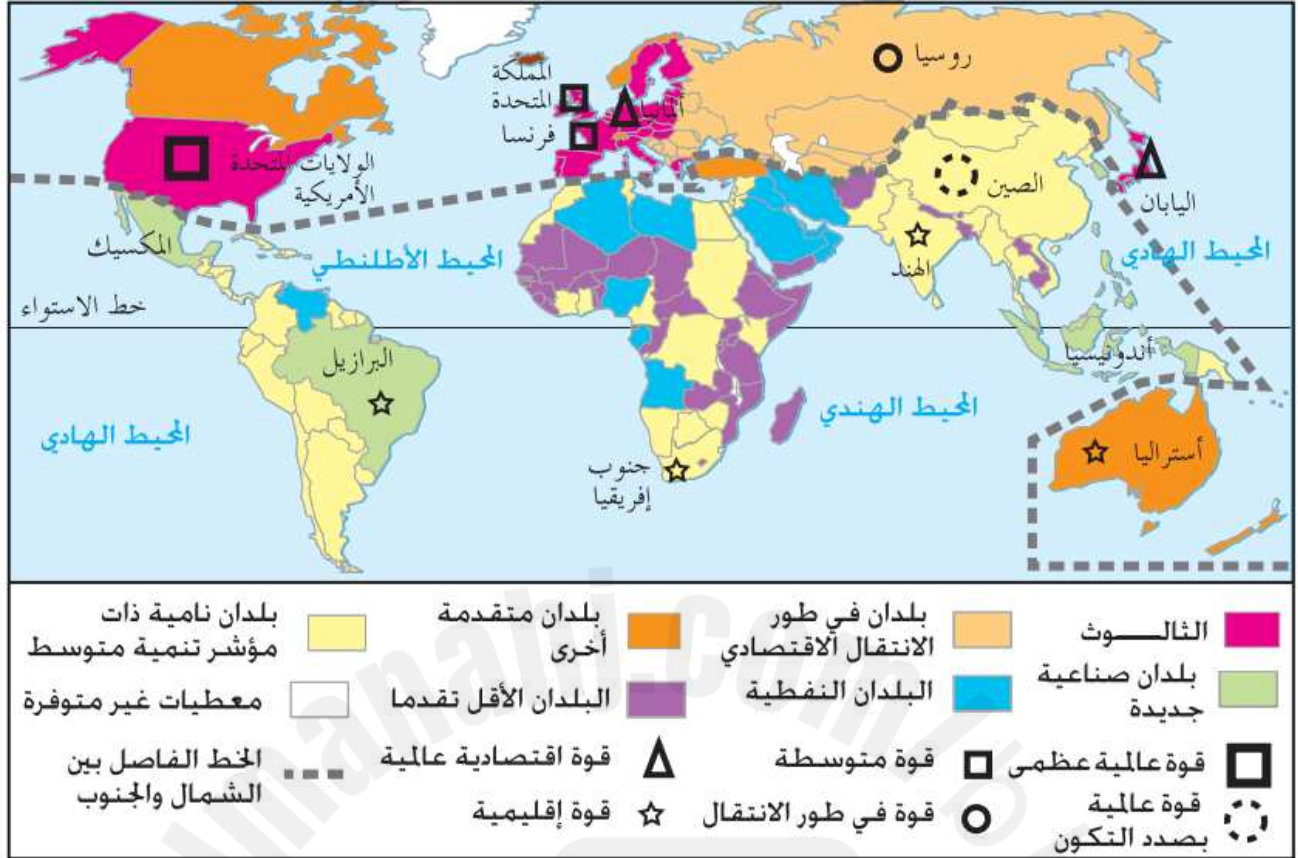 روسيا
المملكة
المتحدة
ألمانيا
فرنسا
الولايات المتحدة
الأمريكية
الصين
اليابان
المكسيك
الهند
المحيط الأطلنطي
المحيط الهادي
خط الاستواء
البرازيل
أندونيسيا
المحيط الهادي
المحيط الهندي
أستراليا
جنوب
إفريقيا
الثالـــــوث
بلدان في طور
الانتقال الاقتصادي
بلدان متقدمة
أخرى
بلدان نامية ذات
مؤشر تنمية متوسط
بلدان صناعية
جديدة
البلدان النفطية
البلدان الأقل تقدما
معطيات غير متوفرة
قوة عالمية عظمى
قوة متوسطة
قوة اقتصادية عالمية
الخط الفاصل بين
الشمال والجنوب
قوة عالمية
بصدد التكون
قوة في طور الانتقال
قوة إقليمية